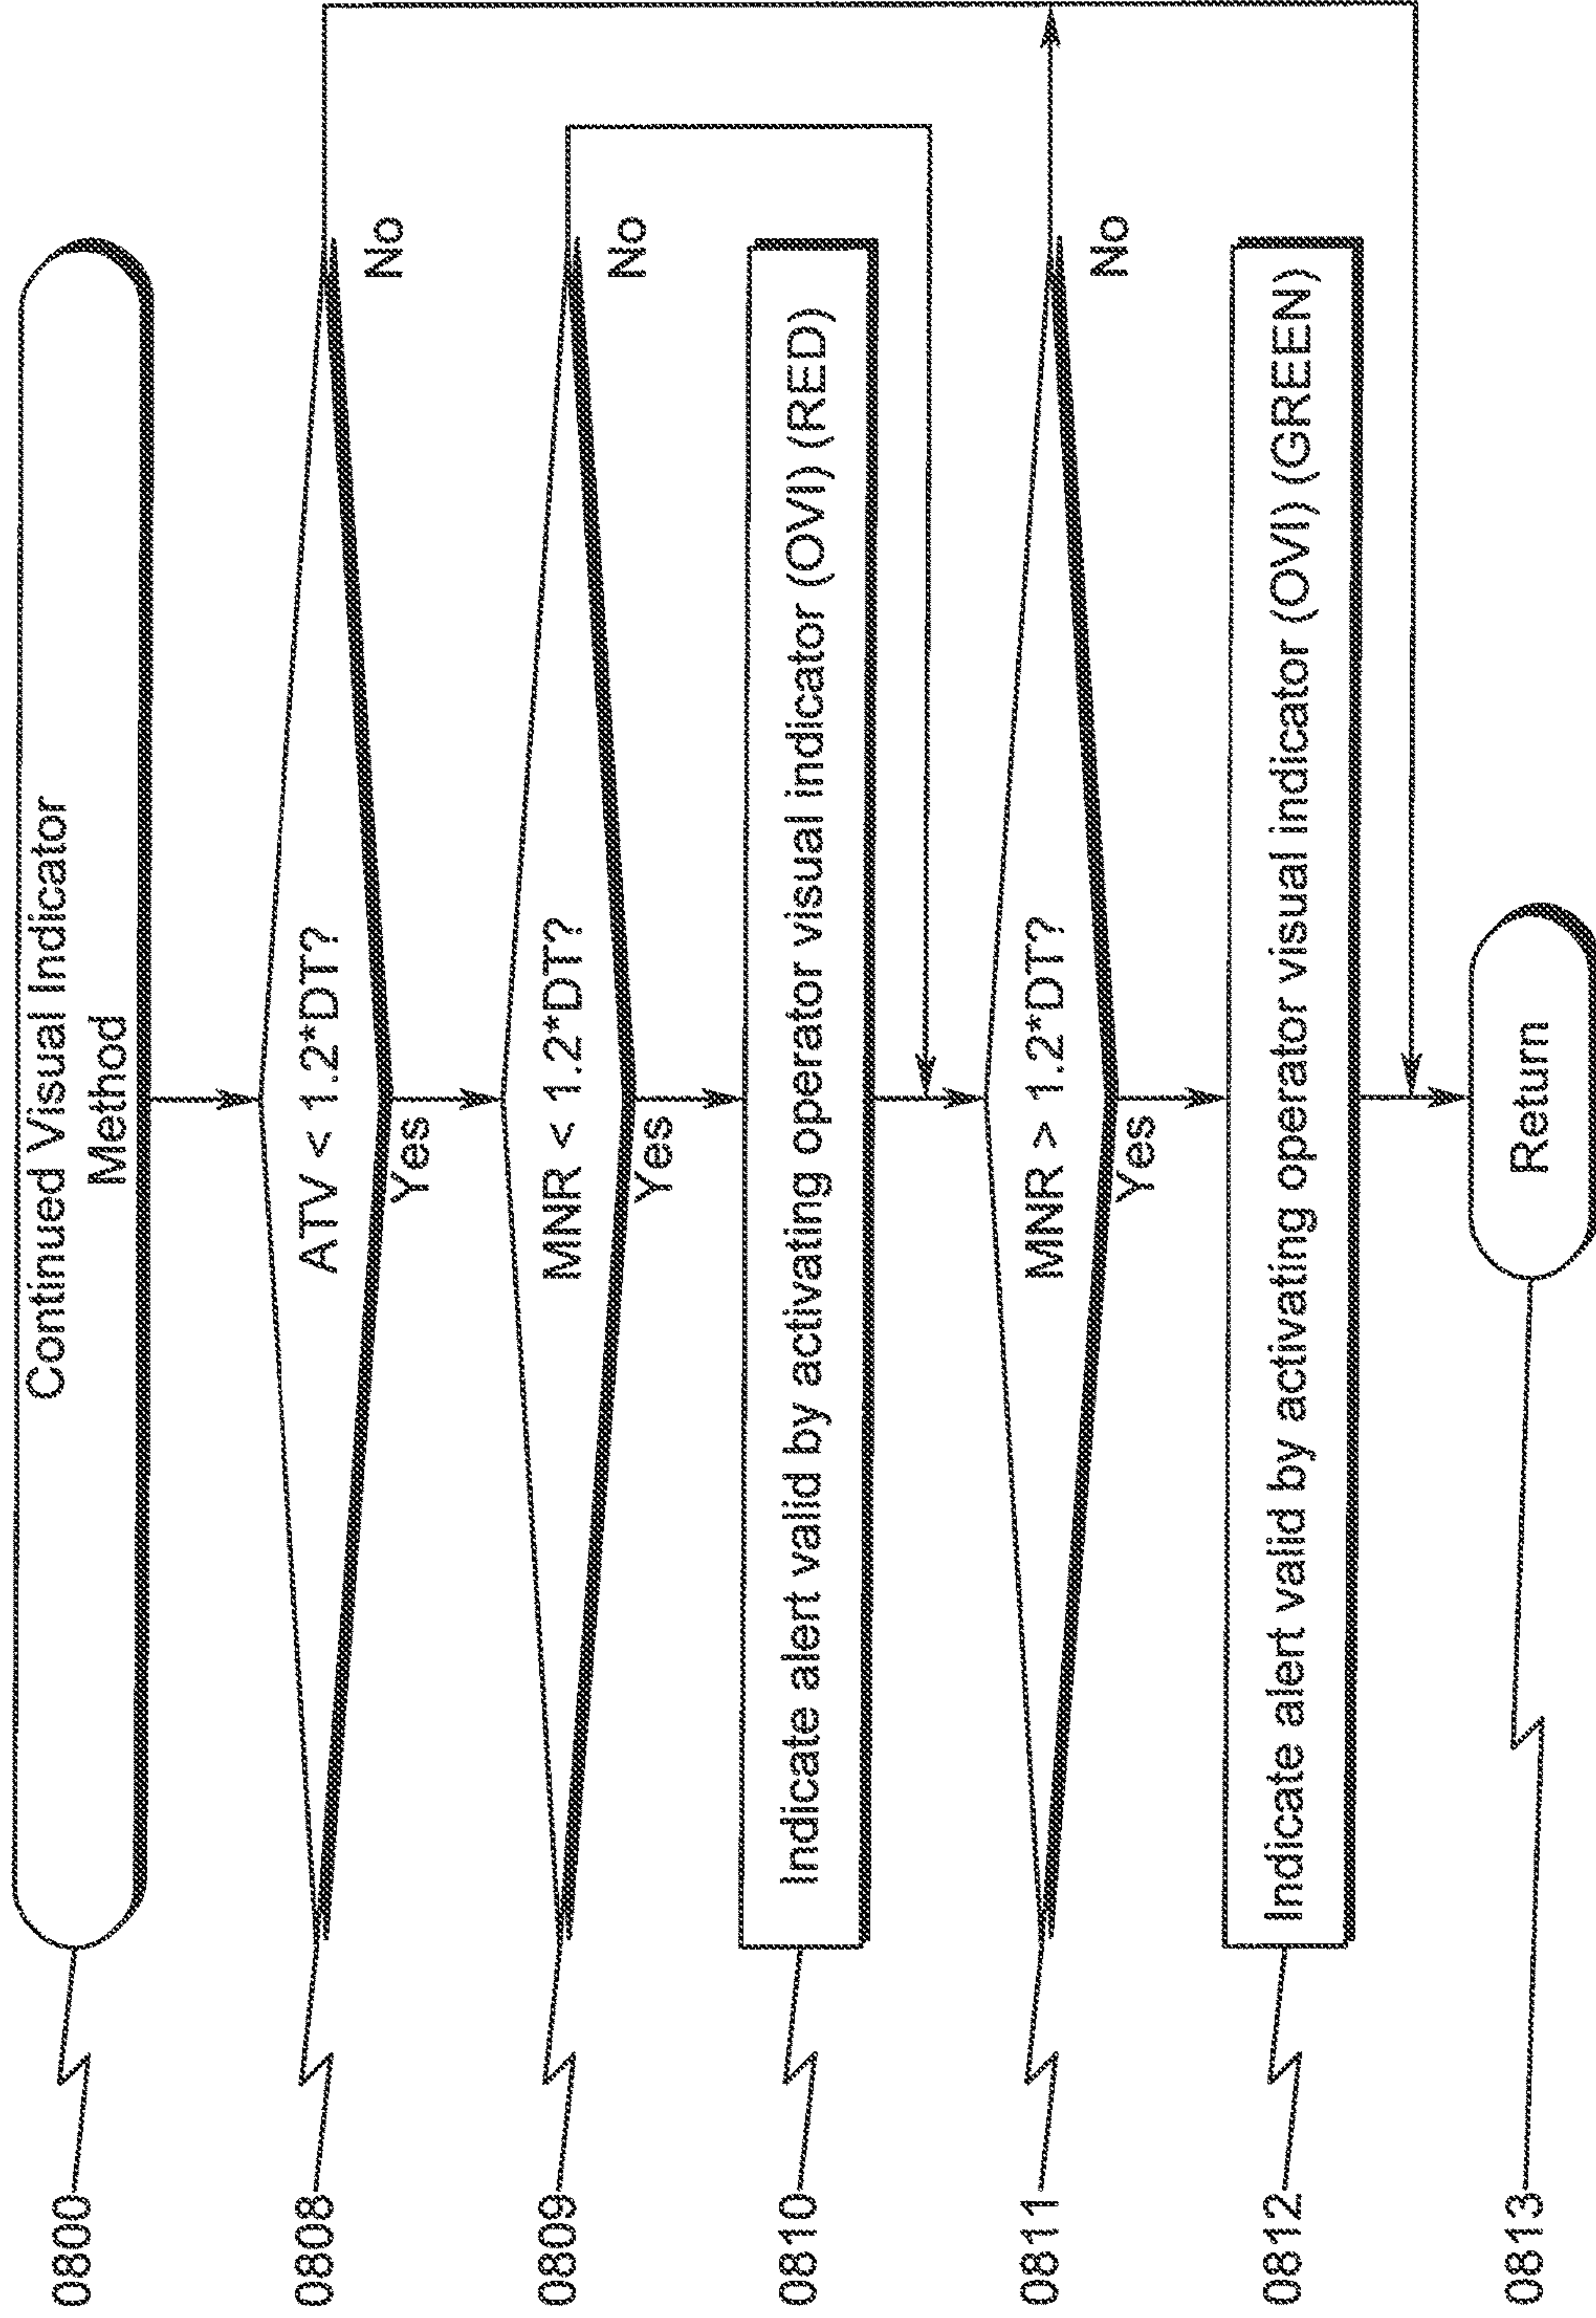 0800
Continued Visual Indicator
Method
0808
ATV < 1.2*DT?
No
Yes
0809
MNR < 1.2*DT?
No
Yes
0810
Indicate alert valid by activating operator visual indicator (OVI) (RED)
0811
MNR > 1.2*DT?
No
Yes
0812
Indicate alert valid by activating operator visual indicator (OVI) (GREEN)
0813
Return